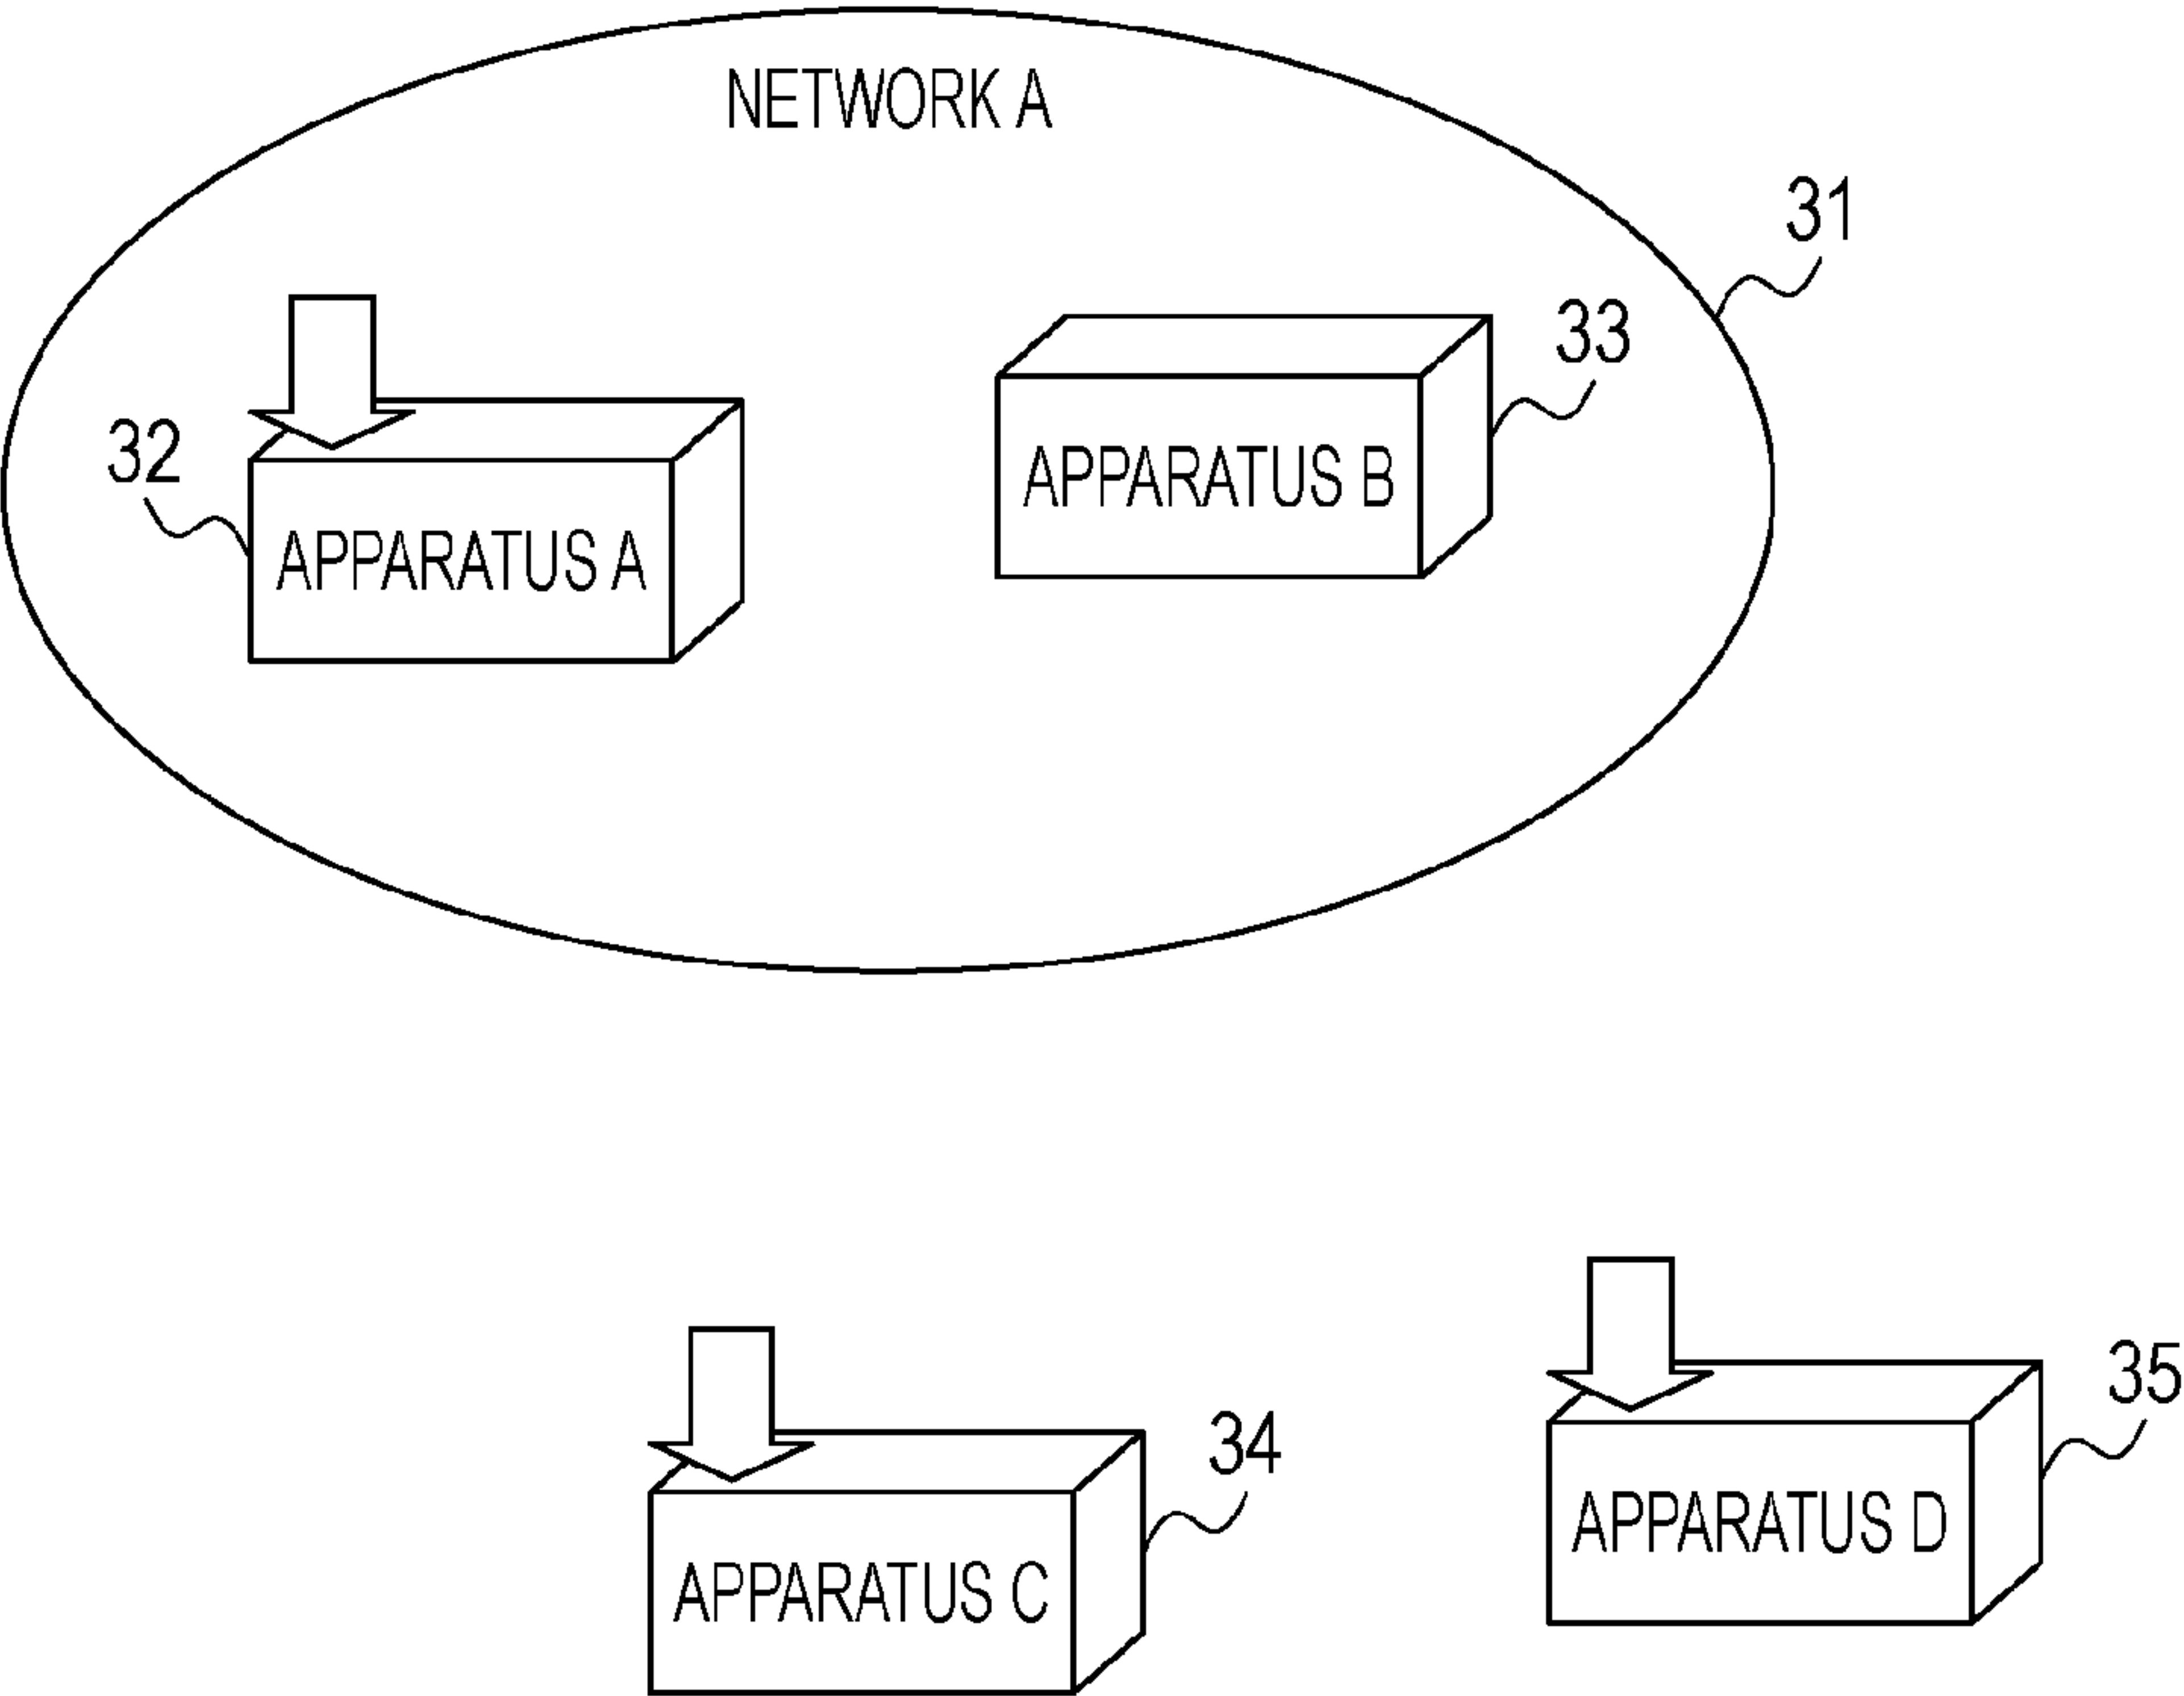 NETWORK A
31
33
32
APPARATUS B
APPARATUS A
35
34
APPARATUS D
APPARATUS C